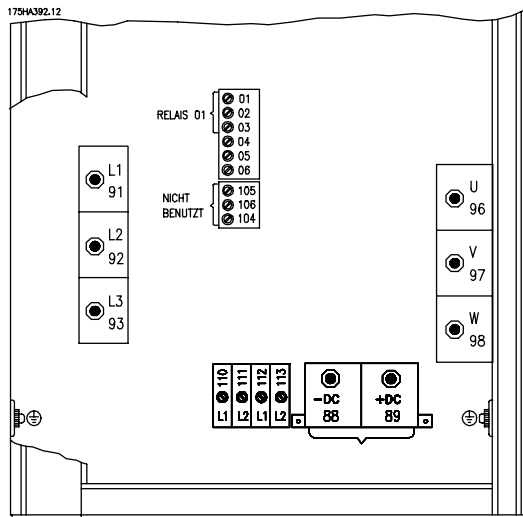 175HA392.12
RELAIS 01
01
02
03
04
05
06
NICHT
BENUTZT
105
106
104
L1
91
L2
92
L3
93
U
96
V
97
W
98
110
L1
111
L2
112
L1
113
L2
-DC
88
+DC
89